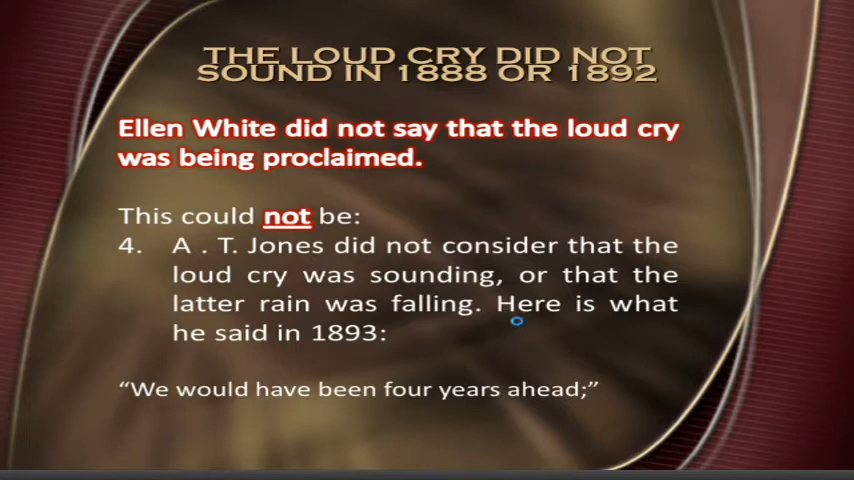 THE LOUD CRY DID NOT
SOUND IN 1888 OR 1892
Ellen White did not say that the loud cry
was being proclaimed.
This could not be:
4. A . T. Jones did not consider that the
loud cry was sounding, or that the
latter rain was falling. Here is what
he said in 1893:
“We would have been four years ahead;”